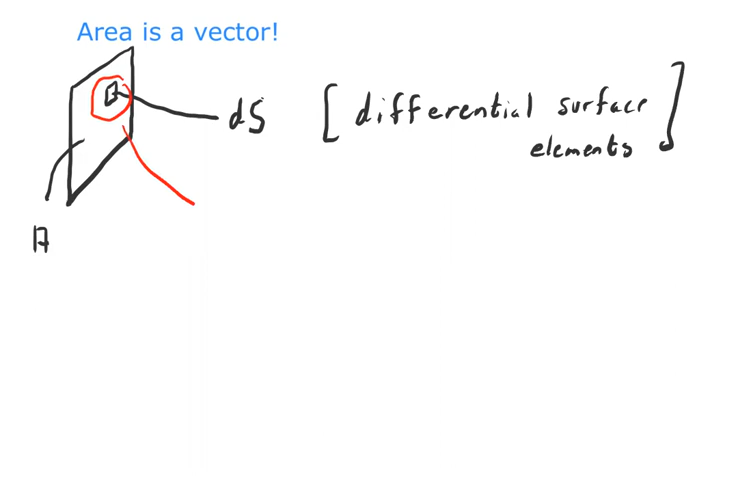 Area is a vector!
dS
[ differential surface
elements ]
A